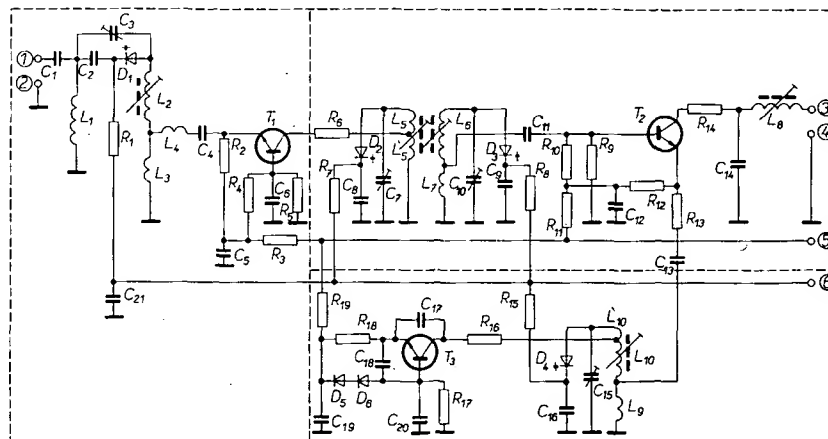 C3
1 C1 C2 D1 +
2 L2
L1 T1
R1 L4 C4 R6 L5 L6 C11 T2 R14 3
L'5 D2 + D3 + L8 4
R2 R7 R8 R10 R9
L3 R4 C6 R5 C8 C7 C10 L7 C9 C14
R12
R11 C12 R13
C5 R3 5
C13
C21 6
R19 C17 R15
R18 R16 L'10
C18 T3 D4 + L10
D5 D6 R17 C15
C19 C20 C16 L9